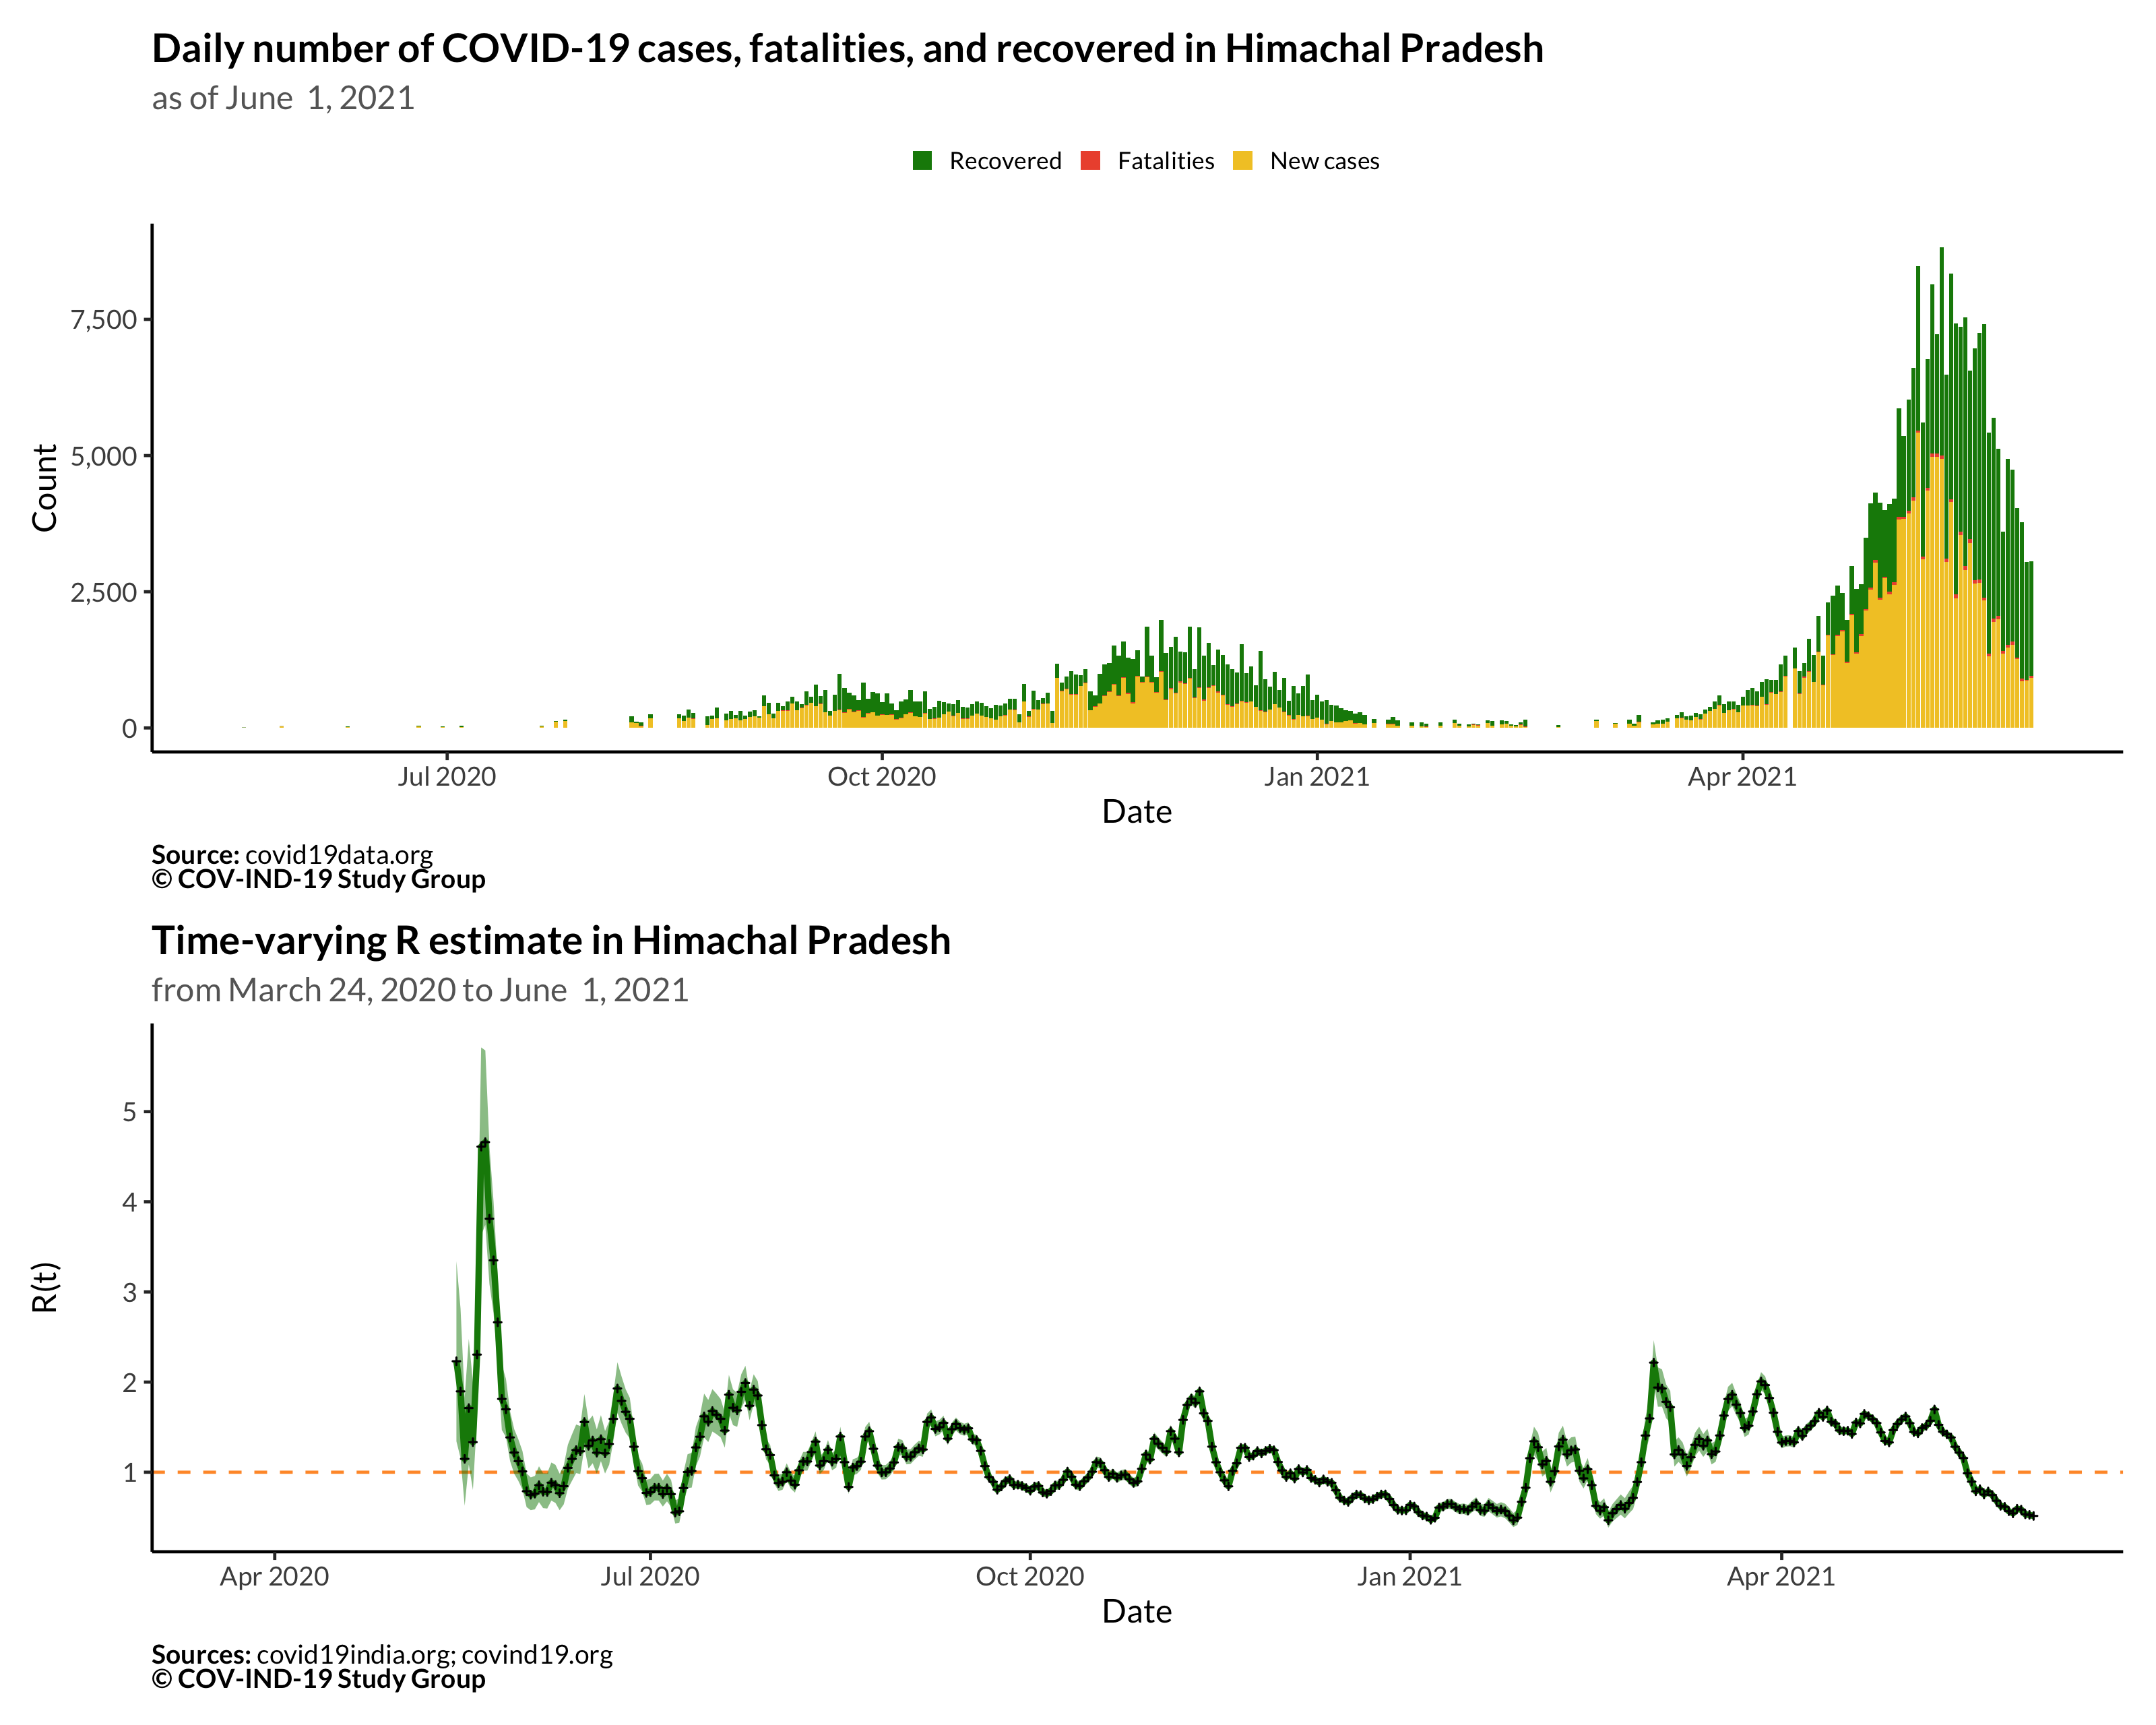 Daily number of COVID-19 cases, fatalities, and recovered in Himachal Pradesh
as of June 1, 2021
Recovered Fatalities New cases
7,500
5,000
2,500
0
Count
Jul 2020 Oct 2020 Jan 2021 Apr 2021
Date
Source: covid19data.org
© COV-IND-19 Study Group
Time-varying R estimate in Himachal Pradesh
from March 24, 2020 to June 1, 2021
5
4
3
2
1
R(t)
Apr 2020 Jul 2020 Oct 2020 Jan 2021 Apr 2021
Date
Sources: covid19india.org; covind19.org
© COV-IND-19 Study Group